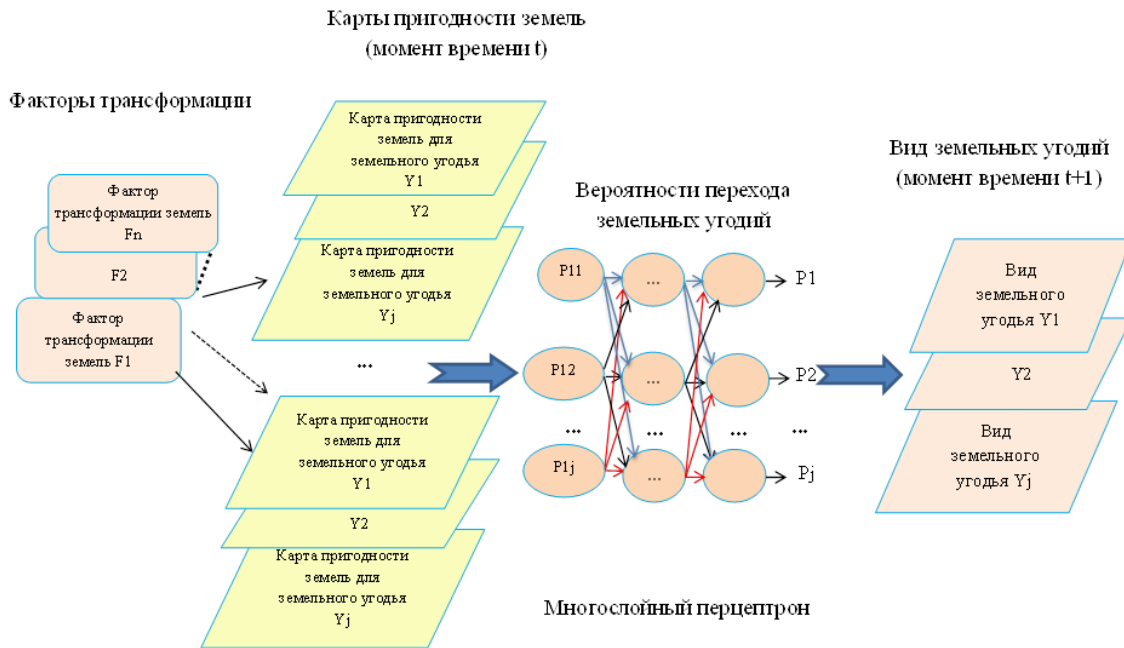 Карты пригодности земель
(момент времени t)
Факторы трансформации
Вид земельных угодий
(момент времени t+1)
Вероятности перехода
земельных угодий
Фактор
трансформации земель
Fn
F2
Фактор
трансформации
земель F1
Карта пригодности
земель для
земельного угодья
Y1
Y2
Карта пригодности
земель для
земельного угодья
Yj
...
Карта пригодности
земель для
земельного угодья
Y1
Y2
Карта пригодности
земель для
земельного угодья
Yj
P11
...
P1
P12
...
P2
...
...
...
...
P1j
...
Pj
Многослойный перцептрон
Вид
земельного
угодья Y1
Y2
Вид
земельного
угодья Yj